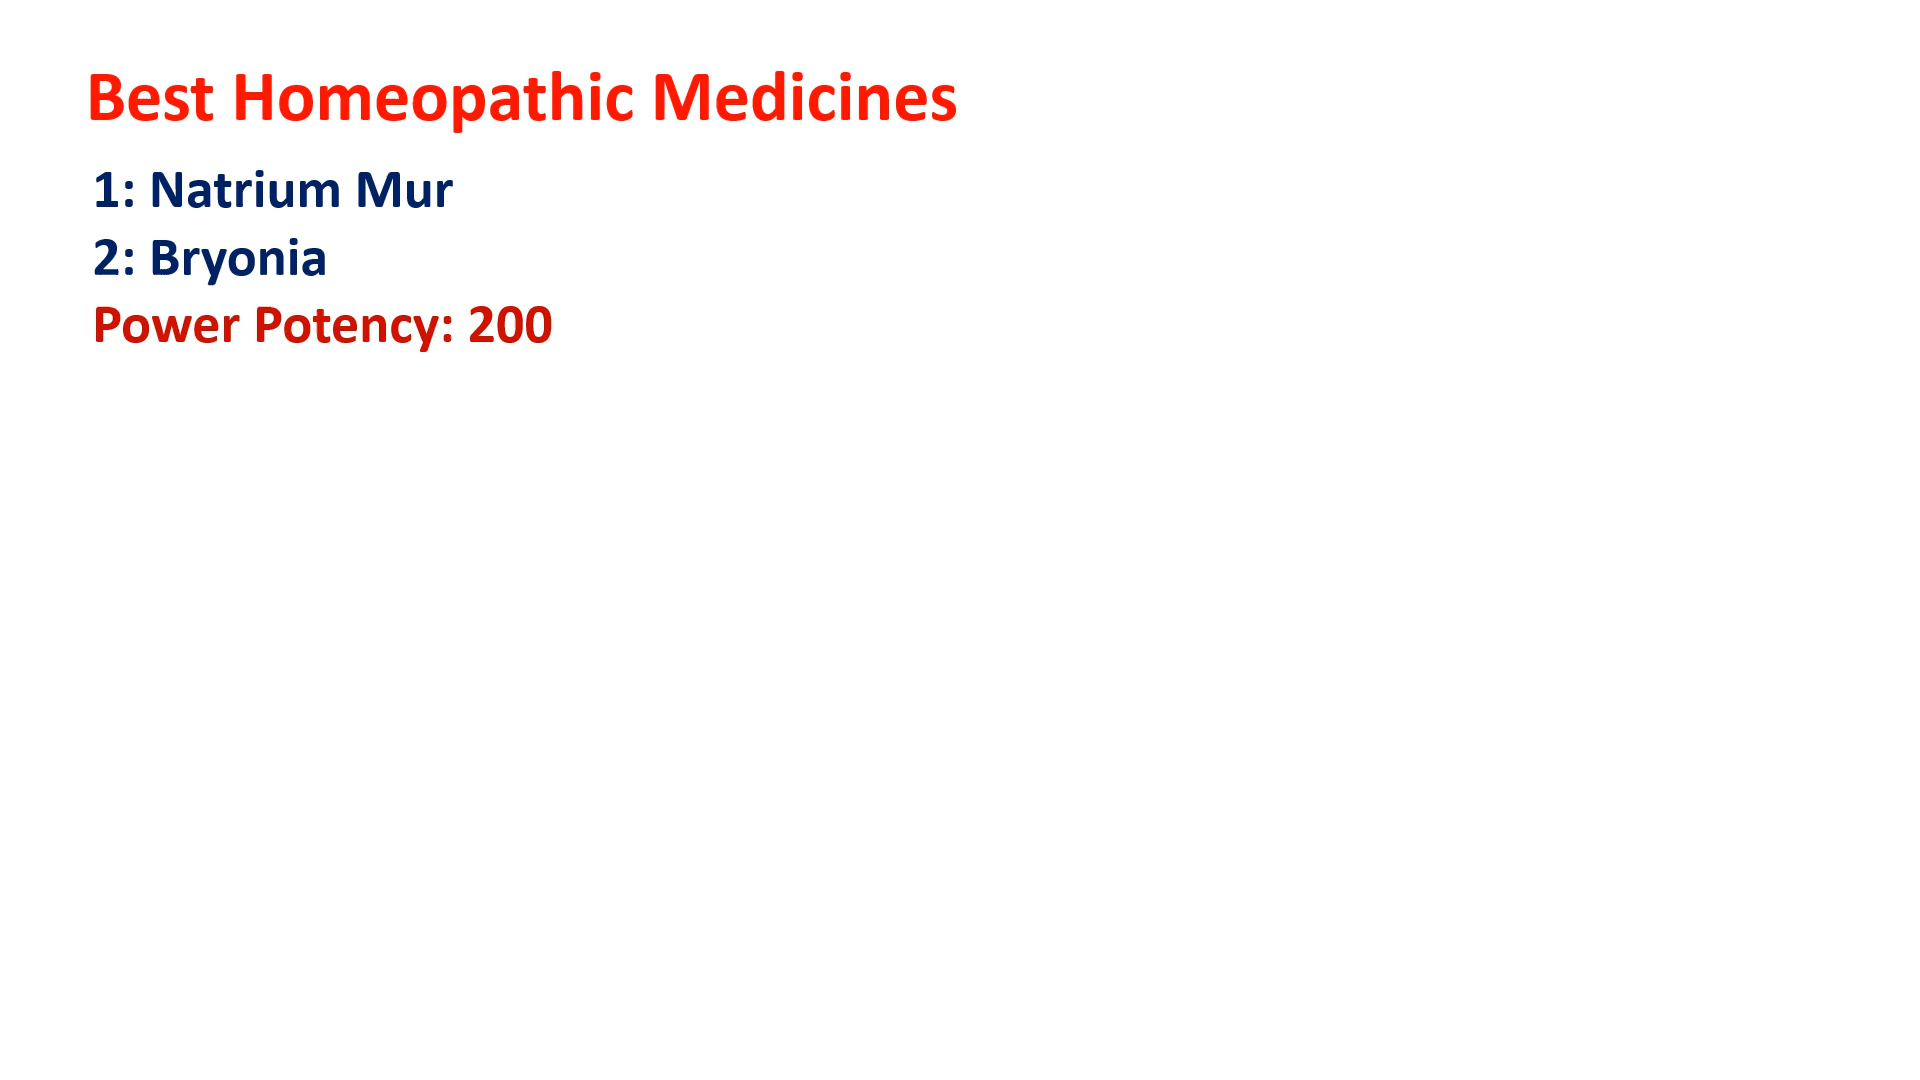 Best Homeopathic Medicines
1: Natrium Mur
2: Bryonia
Power Potency: 200